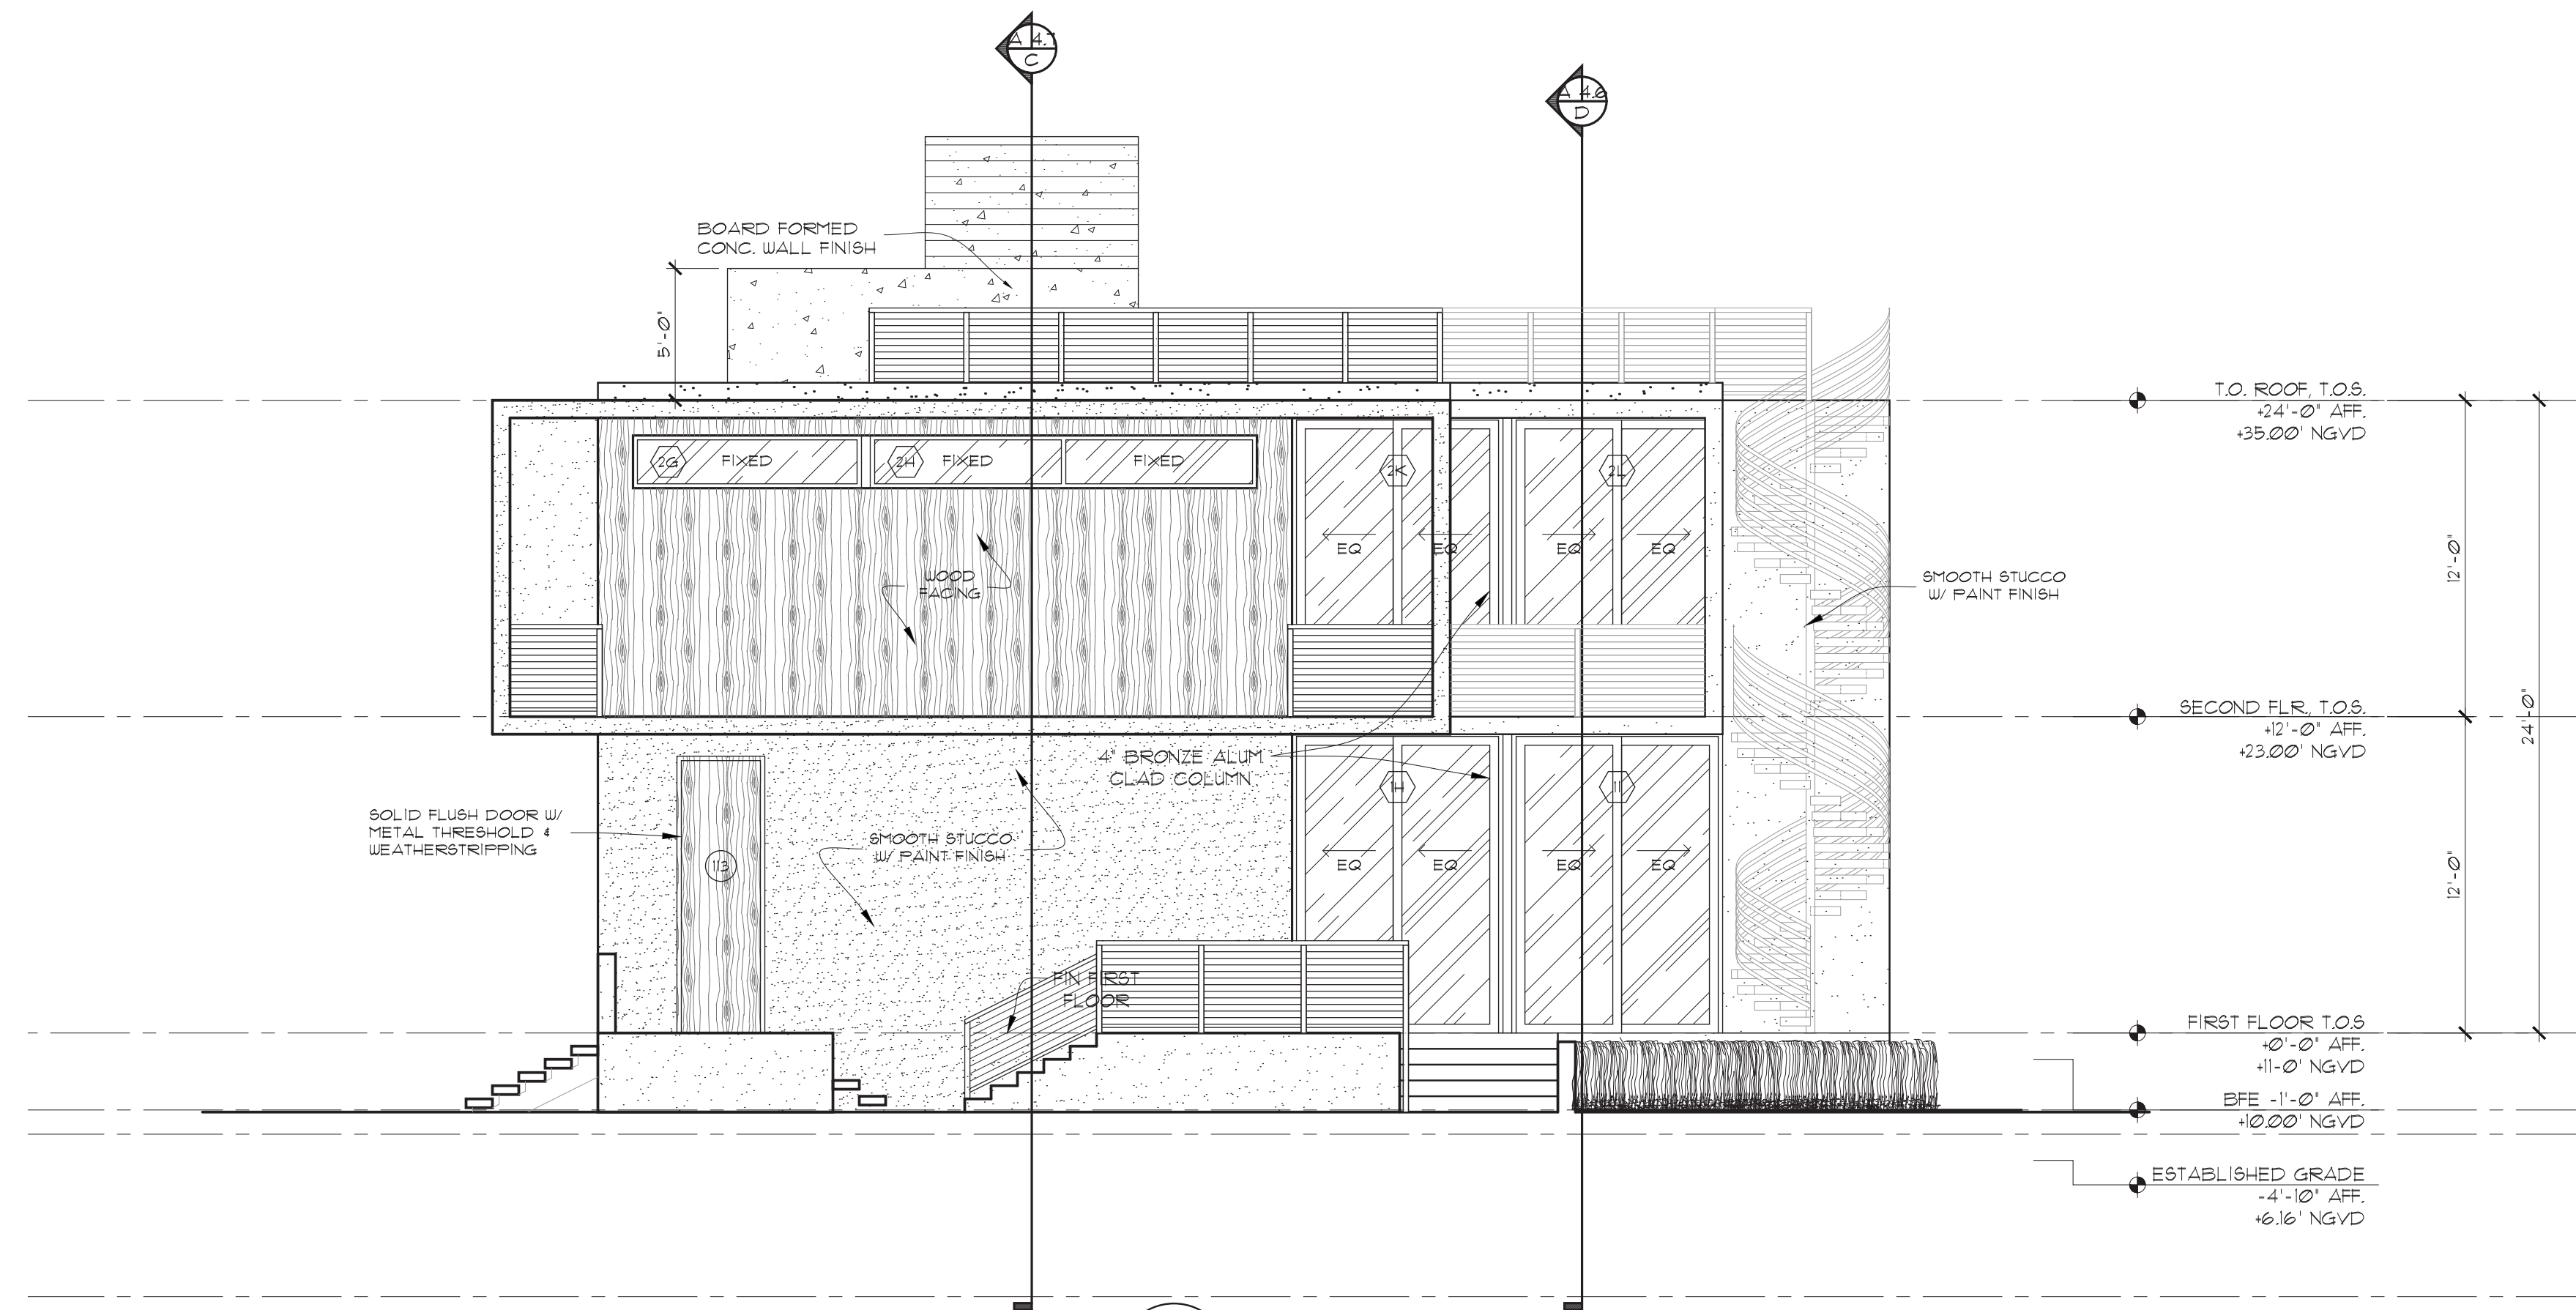 A 4.7
C
A 4.6
D
BOARD FORMED
CONC. WALL FINISH
5'-0"
T.O. ROOF, T.O.S.
+24'-0" AFF.
+35.00' NGVD
2G
FIXED
2H
FIXED
FIXED
2K
2L
EQ
EQ
EQ
EQ
WOOD
FACING
SMOOTH STUCCO
W/ PAINT FINISH
12'-0"
24'-0"
SECOND FLR., T.O.S.
+12'-0" AFF.
+23.00' NGVD
4" BRONZE ALUM.
CLAD COLUMN
1H
1I
SOLID FLUSH DOOR W/
METAL THRESHOLD &
WEATHERSTRIPPING
113
SMOOTH STUCCO
W/ PAINT FINISH
EQ
EQ
EQ
EQ
12'-0"
FIN FIRST
FLOOR
FIRST FLOOR T.O.S
+0'-0" AFF.
+11-0' NGVD
BFE -1'-0" AFF.
+10.00' NGVD
ESTABLISHED GRADE
-4'-10" AFF.
+6.16' NGVD